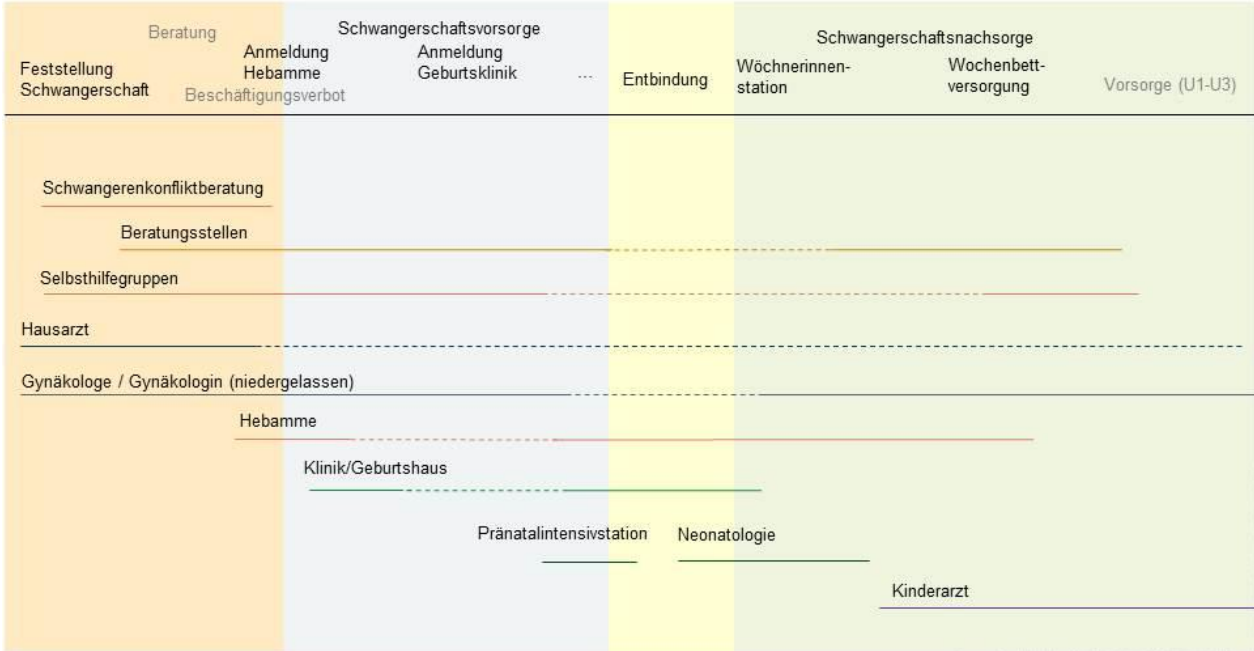 Beratung
Schwangerschaftsvorsorge
Schwangerschaftsnachsorge
Feststellung
Schwangerschaft
Anmeldung
Hebamme
Beschäftigungsverbot
Anmeldung
Geburtsklinik
...
Entbindung
Wöchnerinnen-
station
Wochenbett-
versorgung
Vorsorge (U1-U3)
Schwangerenkonfliktberatung
Beratungsstellen
Selbsthilfegruppen
Hausarzt
Gynäkologe / Gynäkologin (niedergelassen)
Hebamme
Klinik/Geburtshaus
Pränatalintensivstation
Neonatologie
Kinderarzt